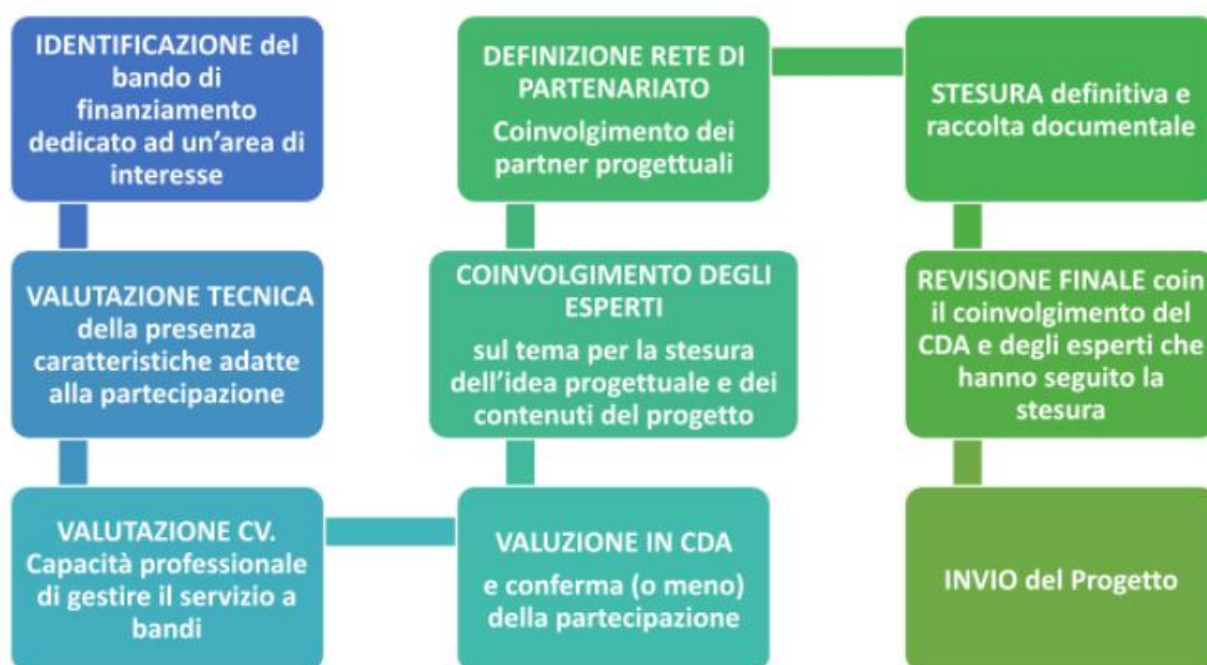 IDENTIFICAZIONE del
bando di
finanziamento
dedicato ad un'area di
interesse
VALUTAZIONE TECNICA
della presenza
caratteristiche adatte
alla partecipazione
VALUTAZIONE CV.
Capacità professionale
di gestire il servizio a
bandi
VALUZIONE IN CDA
e conferma (o meno)
della partecipazione
COINVOLGIMENTO DEGLI
ESPERTI
sul tema per la stesura
dell'idea progettuale e dei
contenuti del progetto
DEFINIZIONE RETE DI
PARTENARIATO
Coinvolgimento dei
partner progettuali
STESURA definitiva e
raccolta documentale
REVISIONE FINALE coin
il coinvolgimento del
CDA e degli esperti che
hanno seguito la
stesura
INVIO del Progetto